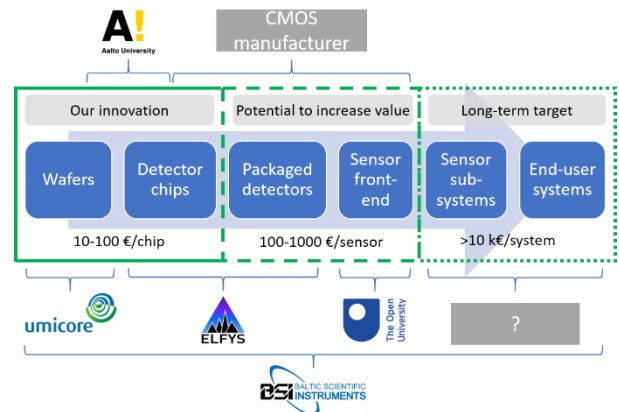 A!
Aalto University
CMOS
manufacturer
Our innovation
Potential to increase value
Long-term target
Wafers
Detector
chips
Packaged
detectors
Sensor
front-
end
Sensor
sub-
systems
End-user
systems
10-100 €/chip
100-1000 €/sensor
>10 k€/system
umicore
ELFYS
The Open
University
?
BSI BALTIC SCIENTIFIC
INSTRUMENTS